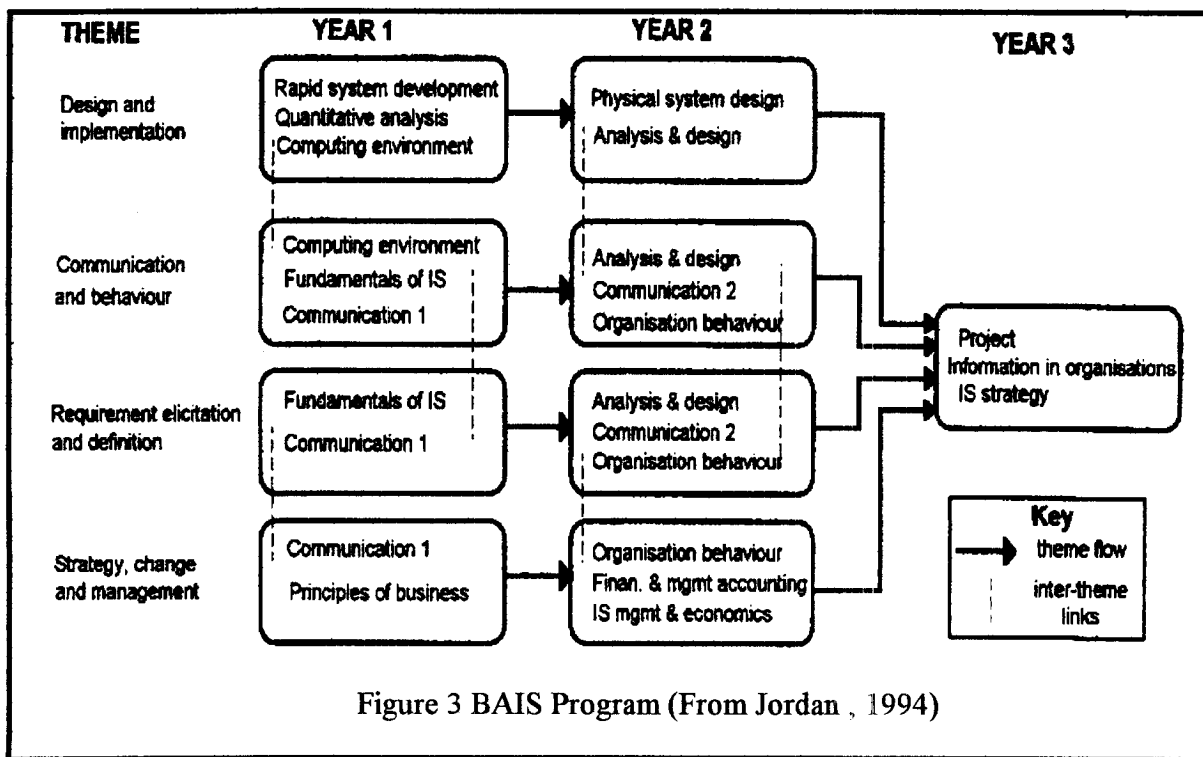 THEME
YEAR 1
YEAR 2
YEAR 3
Design and
implementation
Rapid system development
Quantitative analysis
Computing environment
Physical system design
Analysis & design
Communication
and behaviour
Computing environment
Fundamentals of IS
Communication 1
Analysis & design
Communication 2
Organisation behaviour
Project
Information in organisations
IS strategy
Requirement elicitation
and definition
Fundamentals of IS
Communication 1
Analysis & design
Communication 2
Organisation behaviour
Strategy, change
and management
Communication 1
Principles of business
Organisation behaviour
Finan. & mgmt accounting
IS mgmt & economics
Key
theme flow
inter-theme
links
Figure 3 BAIS Program (From Jordan , 1994)